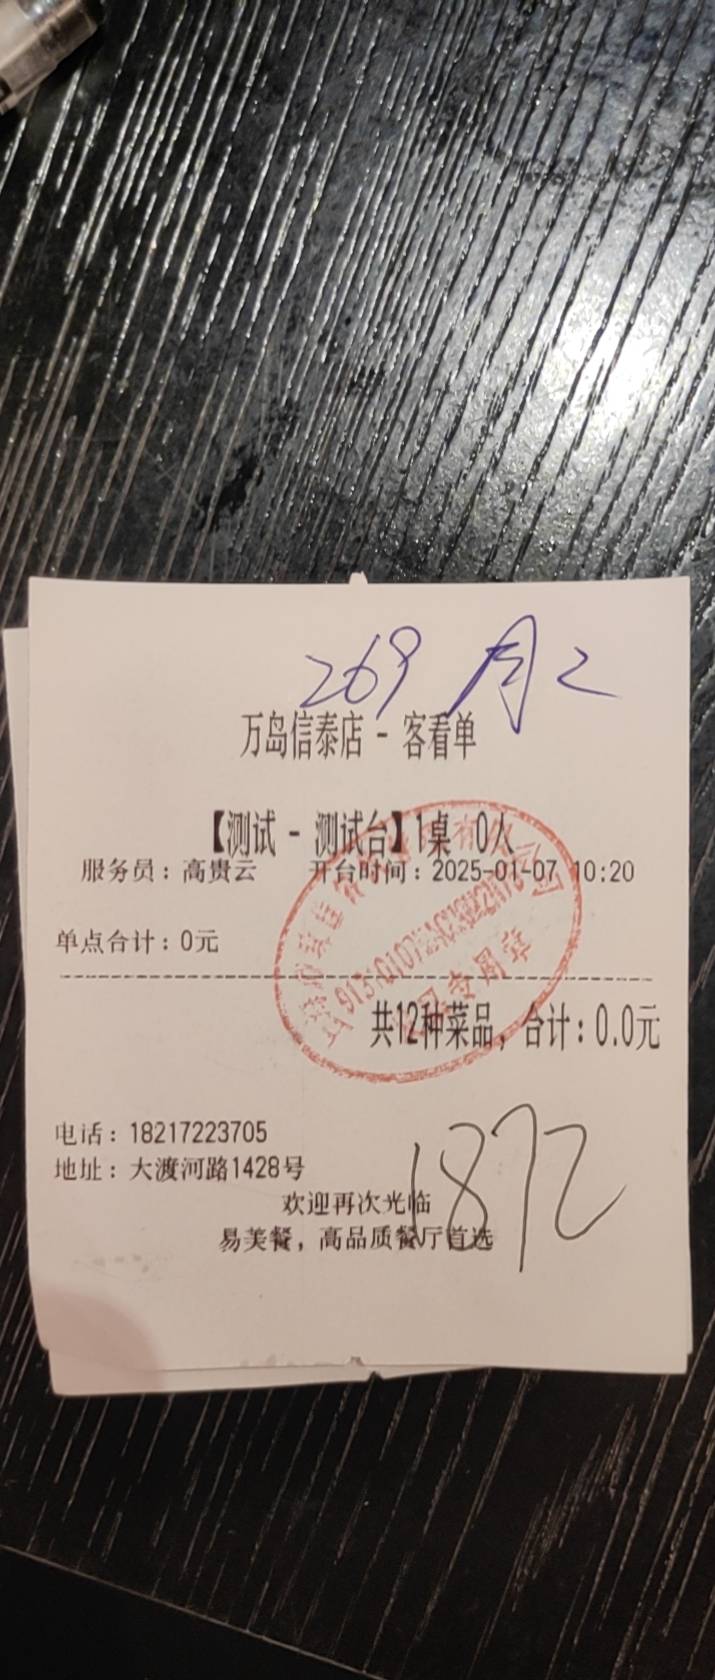 269 月2
万岛信泰店 - 客看单
【测试 - 测试台】1桌 0人
服务员：高贵云 开台时间：2025-01-07 10:20
单点合计：0元
共12种菜品，合计：0.0元
电话：18217223705
地址：大渡河路1428号
1872
欢迎再次光临
易美餐，高品质餐厅首选